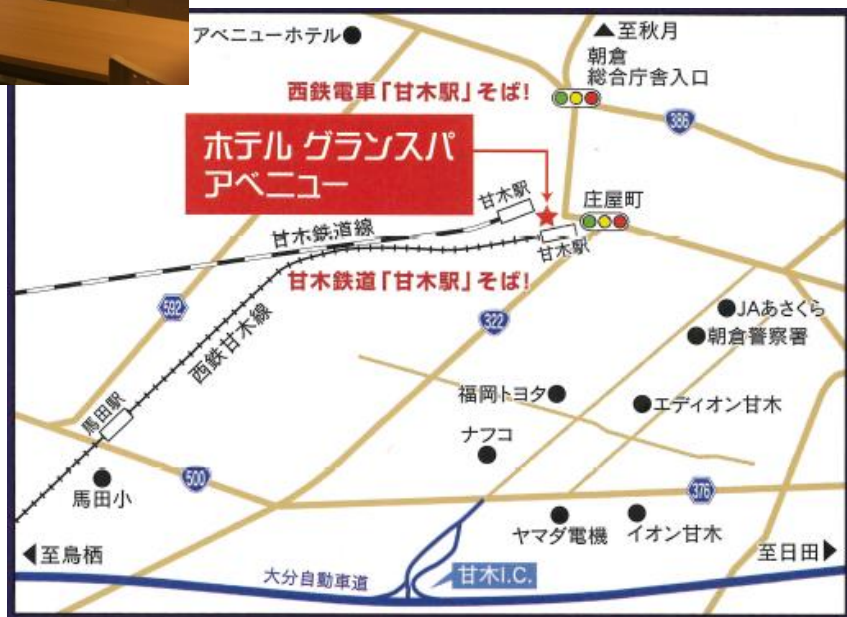 アベニューホテル
▲至秋月
朝倉
総合庁舎入口
西鉄電車「甘木駅」そば!
386
ホテル グランスパ
アベニュー
甘木駅
庄屋町
甘木鉄道線
甘木駅
甘木鉄道「甘木駅」そば!
592
322
JAあさくら
朝倉警察署
西鉄甘木線
福岡トヨタ
エディオン甘木
馬田駅
ナフコ
500
376
馬田小
ヤマダ電機
イオン甘木
◀至鳥栖
至日田▶
大分自動車道
甘木I.C.